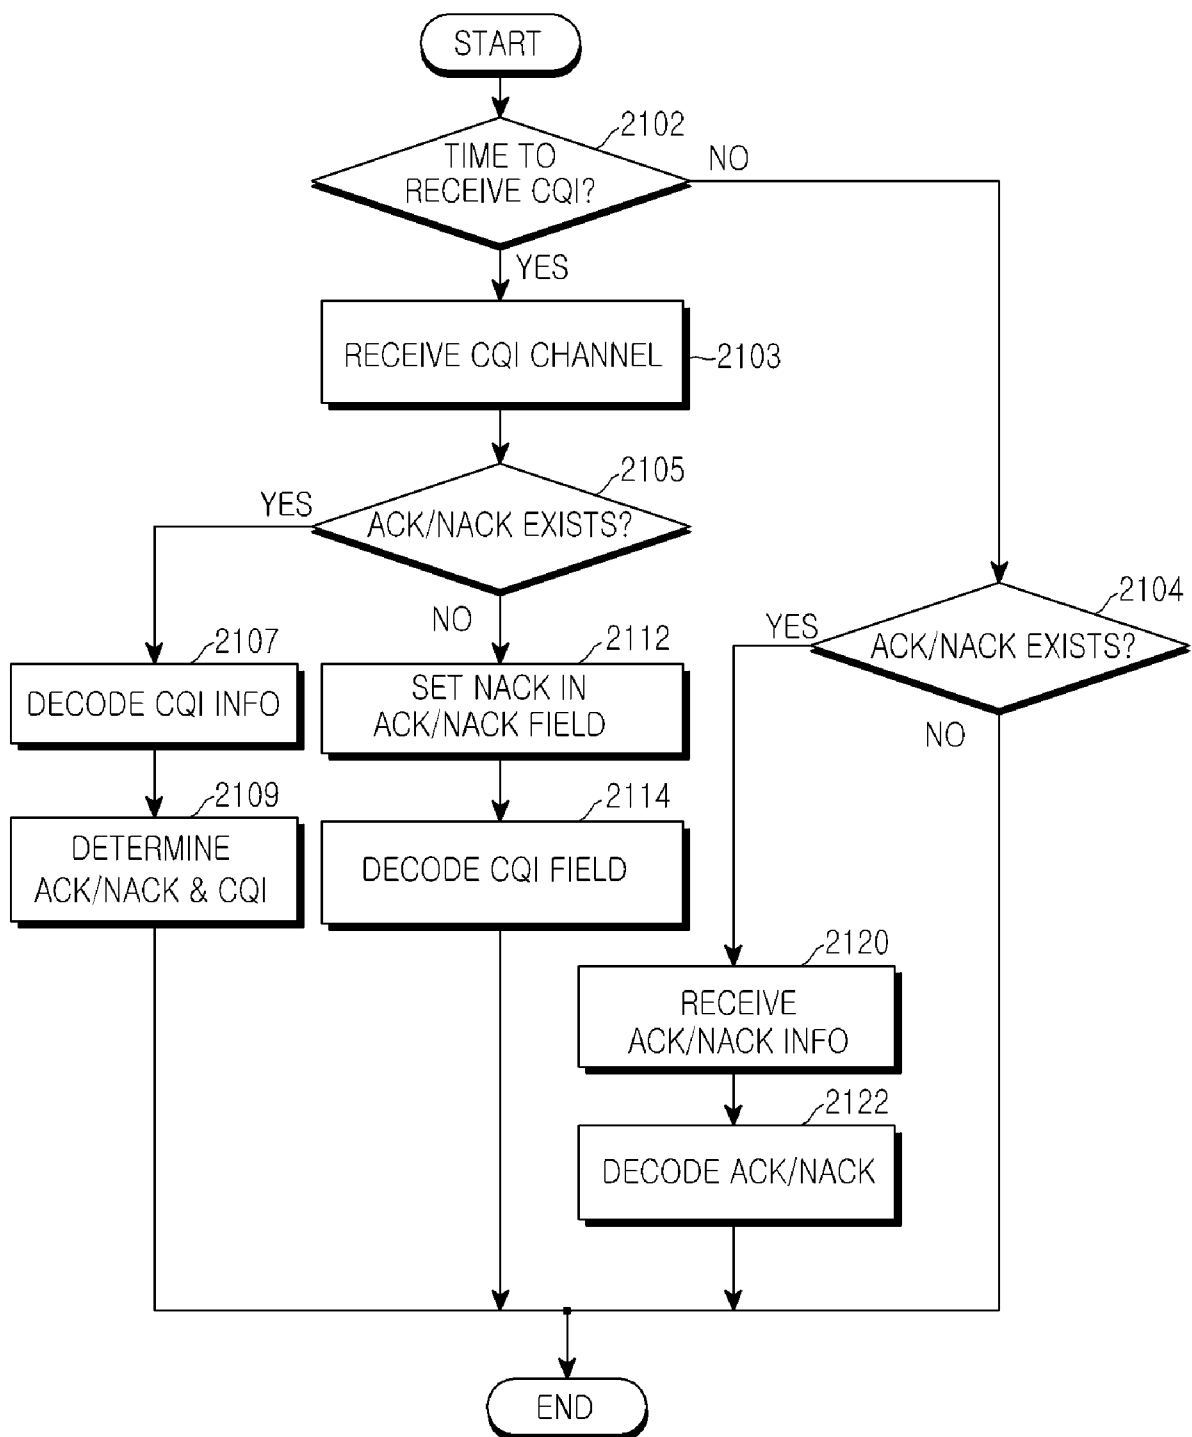 START
2102
TIME TO
RECEIVE CQI?
NO
YES
RECEIVE CQI CHANNEL
2103
2105
YES
ACK/NACK EXISTS?
NO
2104
YES
ACK/NACK EXISTS?
NO
2107
DECODE CQI INFO
2112
SET NACK IN
ACK/NACK FIELD
2109
DETERMINE
ACK/NACK & CQI
2114
DECODE CQI FIELD
2120
RECEIVE
ACK/NACK INFO
2122
DECODE ACK/NACK
END